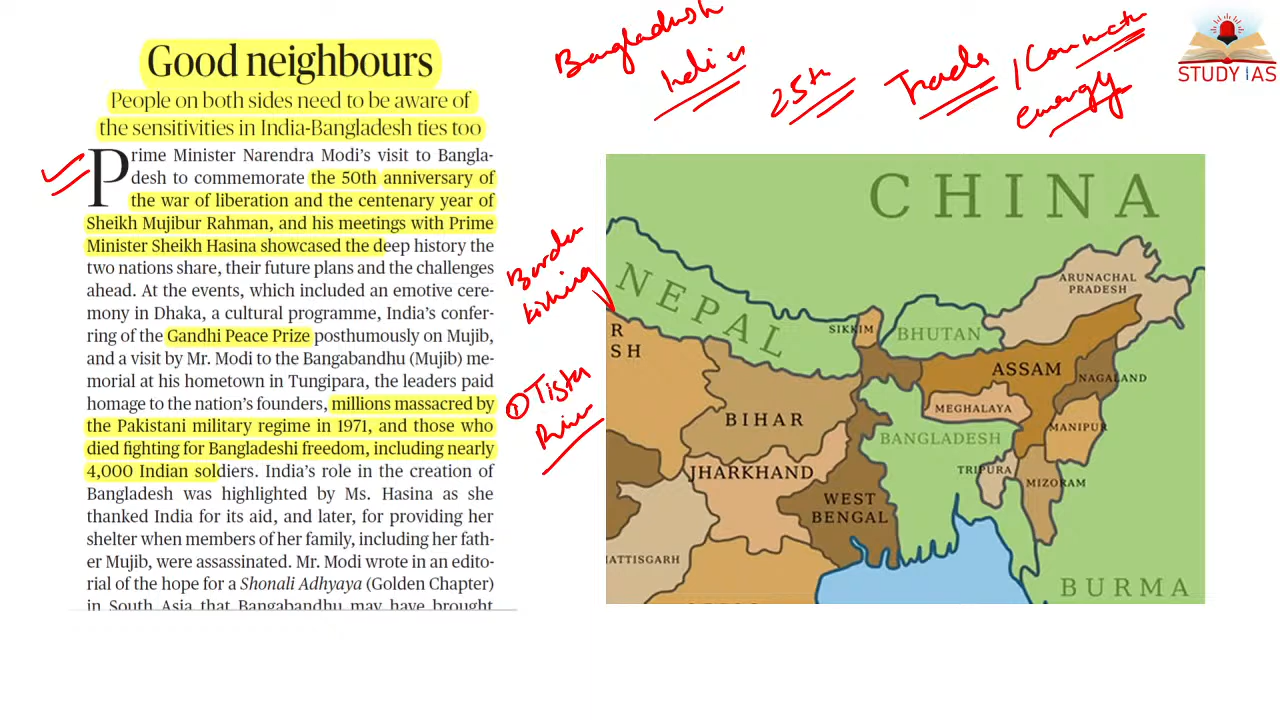 Good neighbours
People on both sides need to be aware of
the sensitivities in India-Bangladesh ties too
Prime Minister Narendra Modi's visit to Bangla-
desh to commemorate the 50th anniversary of
the war of liberation and the centenary year of
Sheikh Mujibur Rahman, and his meetings with Prime
Minister Sheikh Hasina showcased the deep history the
two nations share, their future plans and the challenges
ahead. At the events, which included an emotive cere-
mony in Dhaka, a cultural programme, India's confer-
ring of the Gandhi Peace Prize posthumously on Mujib,
and a visit by Mr. Modi to the Bangabandhu (Mujib) me-
morial at his hometown in Tungipara, the leaders paid
homage to the nation's founders, millions massacred by
the Pakistani military regime in 1971, and those who
died fighting for Bangladeshi freedom, including nearly
4,000 Indian soldiers. India's role in the creation of
Bangladesh was highlighted by Ms. Hasina as she
thanked India for its aid, and later, for providing her
shelter when members of her family, including her fath-
er Mujib, were assassinated. Mr. Modi wrote in an edito-
rial of the hope for a Shonali Adhyaya (Golden Chapter)
in South Asia that Bangabandhu may have brought
Bangladesh
25th
Trade
energy
STUDY IAS
Border
killing
① Tista
River
CHINA
NEPAL
R
SH
SIKKIM
BHUTAN
ARUNACHAL
PRADESH
ASSAM
NAGALAND
MEGHALAYA
MANIPUR
BIHAR
BANGLADESH
JHARKHAND
TRIPURA
MIZORAM
WEST
BENGAL
HATTISGARH
BURMA